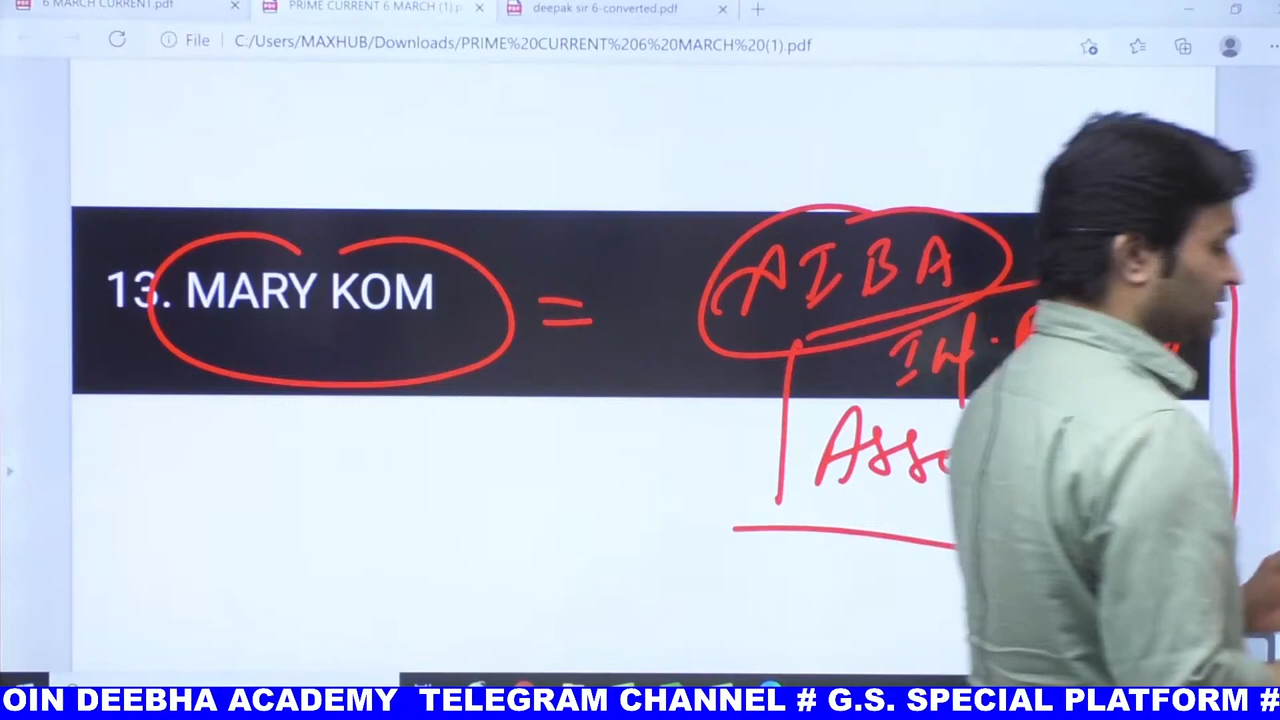 6 MARCH CURRENT.pdf
PRIME CURRENT 6 MARCH (1).p
deepak sir 6-converted.pdf
File | C:/Users/MAXHUB/Downloads/PRIME%20CURRENT%206%20MARCH%20(1).pdf
13. MARY KOM = AIBA
OIN DEEBHA ACADEMY TELEGRAM CHANNEL # G.S. SPECIAL PLATFORM #